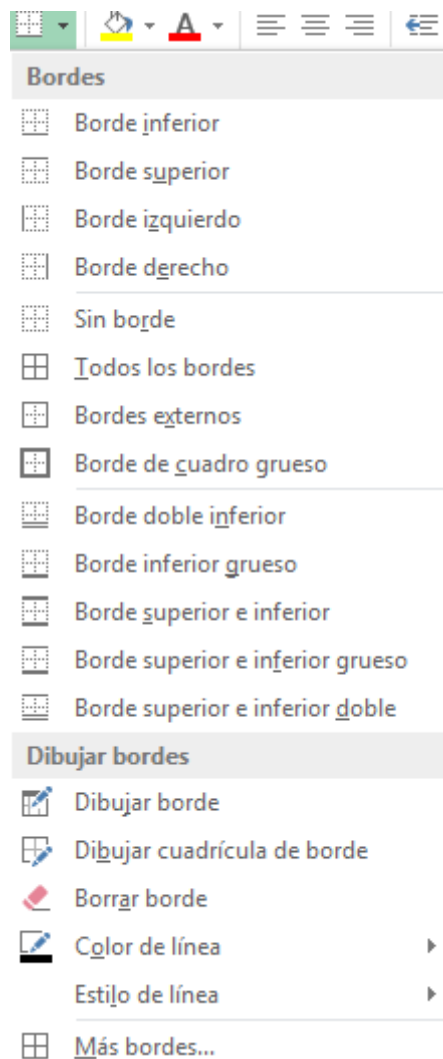 A
Bordes
Borde inferior
Borde superior
Borde izquierdo
Borde derecho
Sin borde
Todos los bordes
Bordes externos
Borde de cuadro grueso
Borde doble inferior
Borde inferior grueso
Borde superior e inferior
Borde superior e inferior grueso
Borde superior e inferior doble
Dibujar bordes
Dibujar borde
Dibujar cuadrícula de borde
Borrar borde
Color de línea
Estilo de línea
Más bordes...